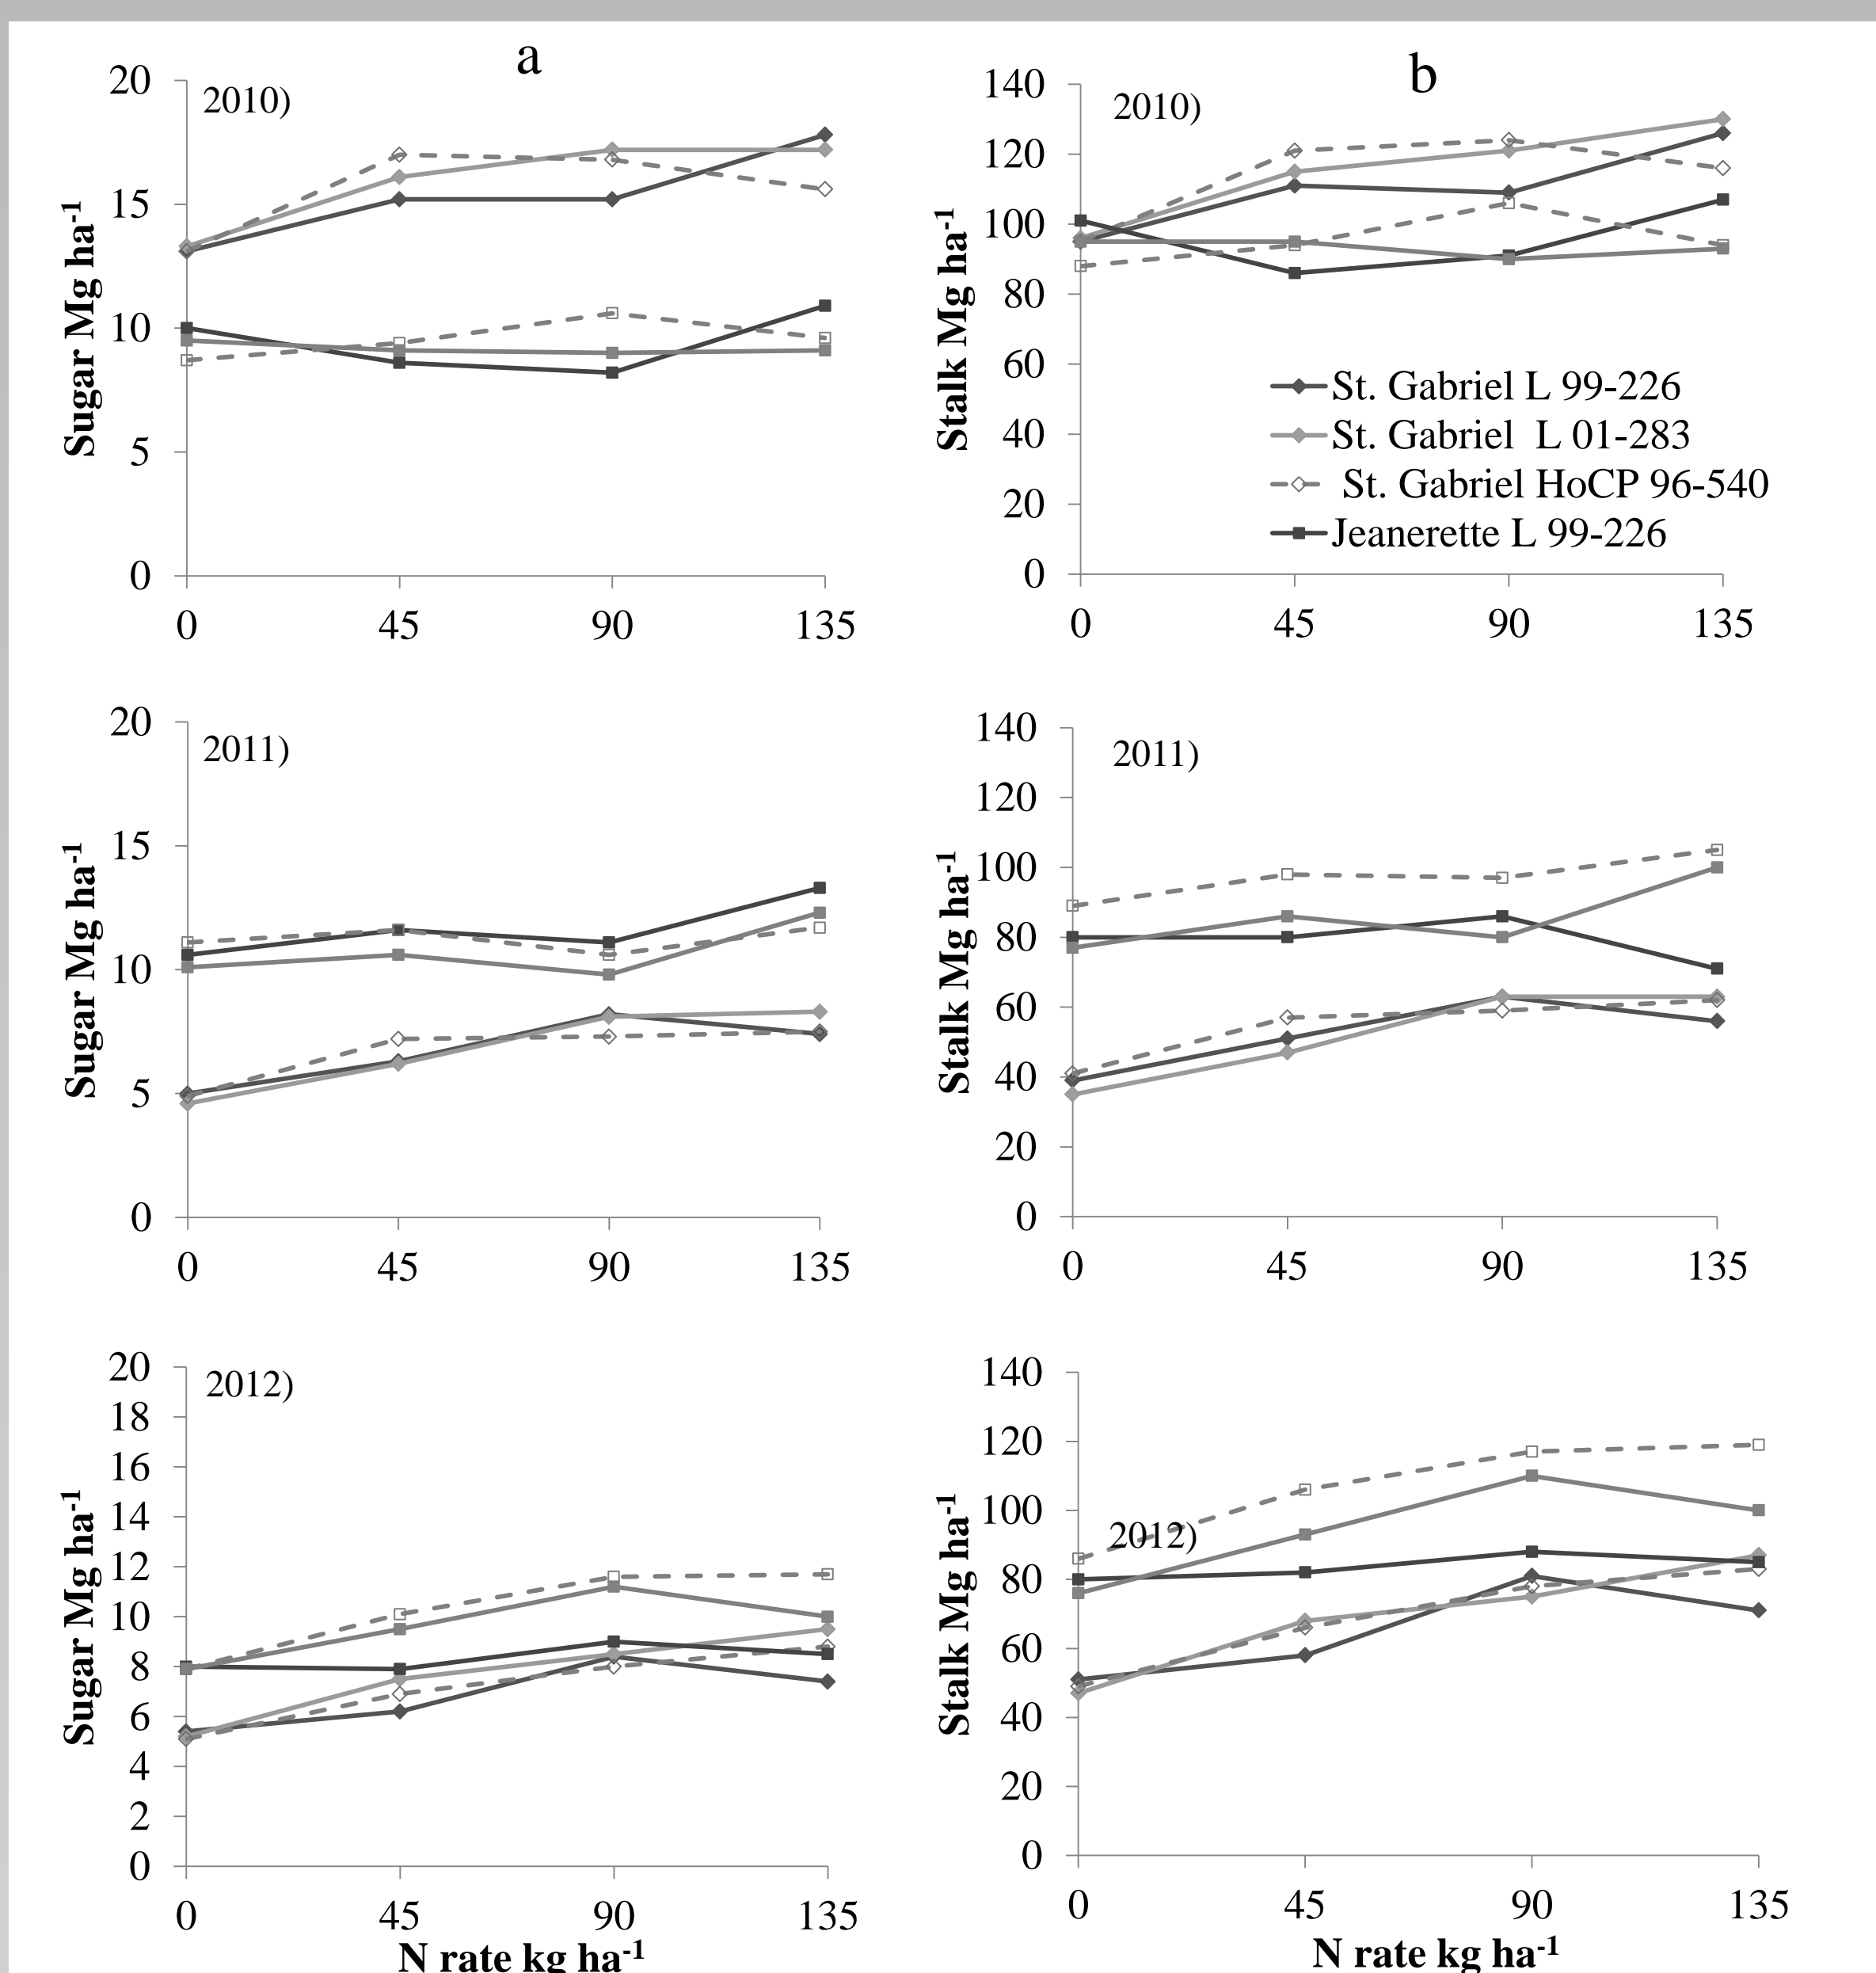 a
20
15
10
5
0
2010)
Sugar Mg ha-1
0 45 90 135
b
140
120
100
80
60
40
20
0
2010)
Stalk Mg ha-1
St. Gabriel L 99-226
St. Gabriel L 01-283
St. Gabriel HoCP 96-540
Jeanerette L 99-226
0 45 90 135
20
15
10
5
0
2011)
Sugar Mg ha-1
0 45 90 135
140
120
100
80
60
40
20
0
2011)
Stalk Mg ha-1
0 45 90 135
20
18
16
14
12
10
8
6
4
2
0
2012)
Sugar Mg ha-1
0 45 90 135
N rate kg ha-1
140
120
100
80
60
40
20
0
2012)
Stalk Mg ha-1
0 45 90 135
N rate kg ha-1